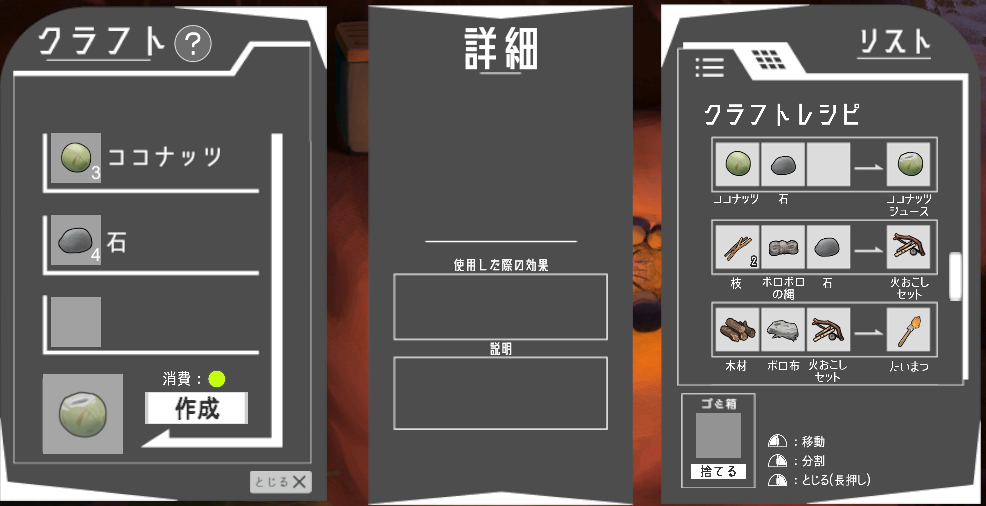 クラフト ?
ココナッツ
3
石
4
消費：
作成
とじる
詳細
使用した際の効果
説明
リスト
クラフトレシピ
ココナッツ 石 ココナッツ
ジュース
2
枝 ボロボロ
の縄 石 火おこし
セット
木材 ボロ布 火おこし
セット たいまつ
ゴミ箱
捨てる
：移動
：分割
：とじる(長押し)